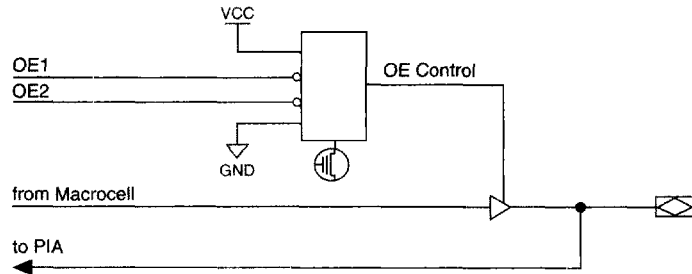 VCC
OE1
OE Control
OE2
GND
from Macrocell
to PIA